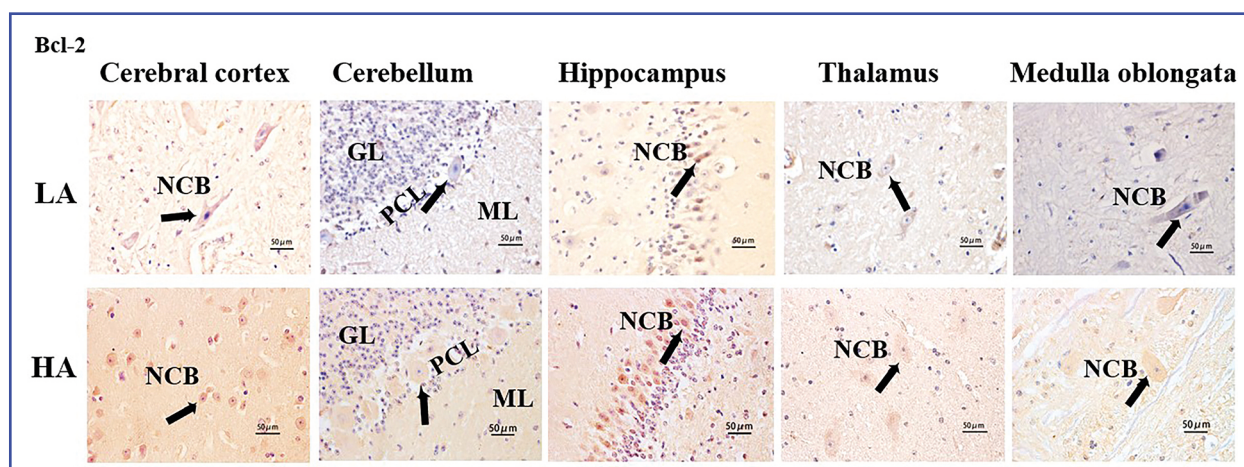 Bcl-2
Cerebral cortex Cerebellum Hippocampus Thalamus Medulla oblongata
LA
NCB
50μm
GL
PCL
ML
50μm
NCB
50μm
NCB
50μm
NCB
50μm
HA
NCB
50μm
GL
PCL
ML
50μm
NCB
50μm
NCB
50μm
NCB
50μm